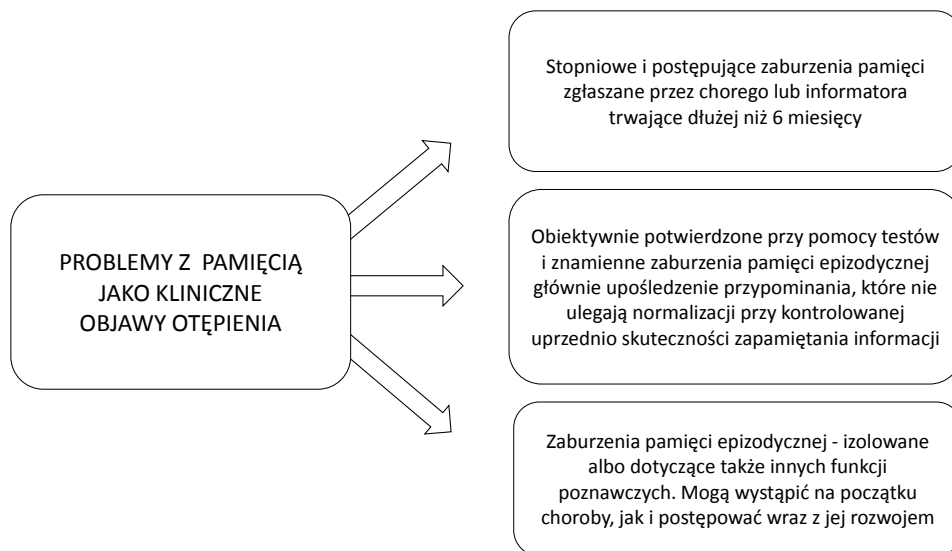 Stopniowe i postępujące zaburzenia pamięci
zgłaszane przez chorego lub informatora
trwające dłużej niż 6 miesięcy
PROBLEMY Z PAMIĘCIĄ
JAKO KLINICZNE
OBJAWY OTĘPIENIA
Obiektywnie potwierdzone przy pomocy testów
i znamienne zaburzenia pamięci epizodycznej
głównie upośledzenie przypominania, które nie
ulegają normalizacji przy kontrolowanej
uprzednio skuteczności zapamiętania informacji
Zaburzenia pamięci epizodycznej - izolowane
albo dotyczące także innych funkcji
poznawczych. Mogą wystąpić na początku
choroby, jak i postępować wraz z jej rozwojem